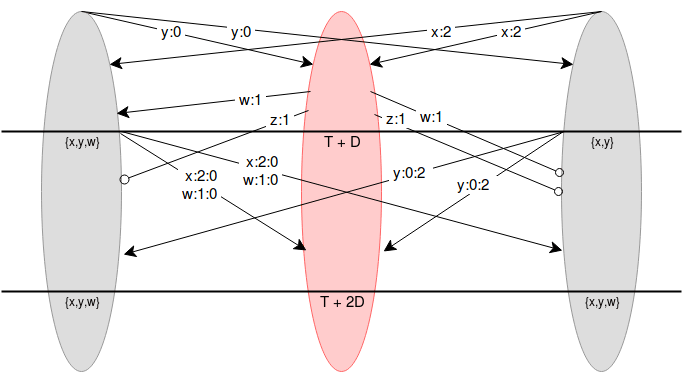 y:0
y:0
x:2
x:2
w:1
z:1
z:1
w:1
{x,y,w}
T + D
{x,y}
x:2:0
w:1:0
x:2:0
w:1:0
y:0:2
y:0:2
{x,y,w}
T + 2D
{x,y,w}